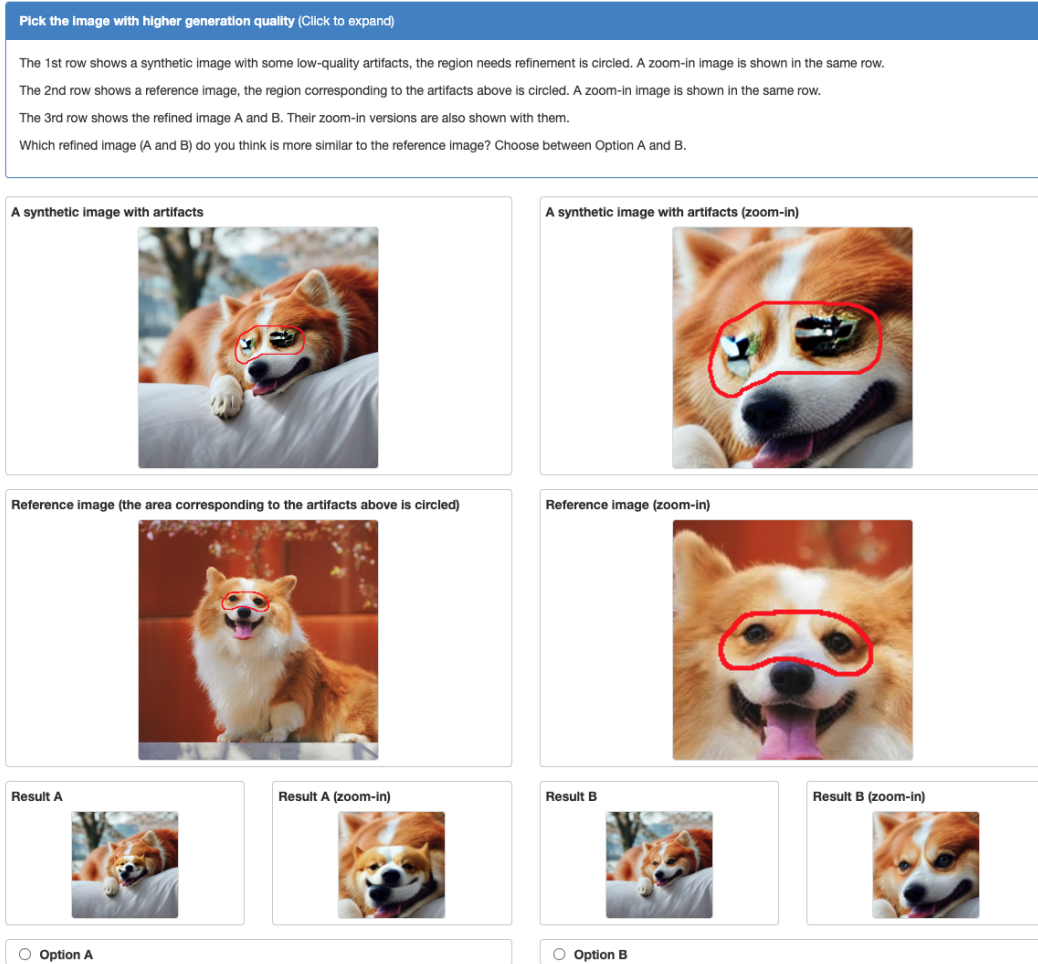 Pick the image with higher generation quality (Click to expand)
The 1st row shows a synthetic image with some low-quality artifacts, the region needs refinement is circled. A zoom-in image is shown in the same row.
The 2nd row shows a reference image, the region corresponding to the artifacts above is circled. A zoom-in image is shown in the same row.
The 3rd row shows the refined image A and B. Their zoom-in versions are also shown with them.
Which refined image (A and B) do you think is more similar to the reference image? Choose between Option A and B.
A synthetic image with artifacts
A synthetic image with artifacts (zoom-in)
Reference image (the area corresponding to the artifacts above is circled)
Reference image (zoom-in)
Result A
Result A (zoom-in)
Result B
Result B (zoom-in)
Option A
Option B